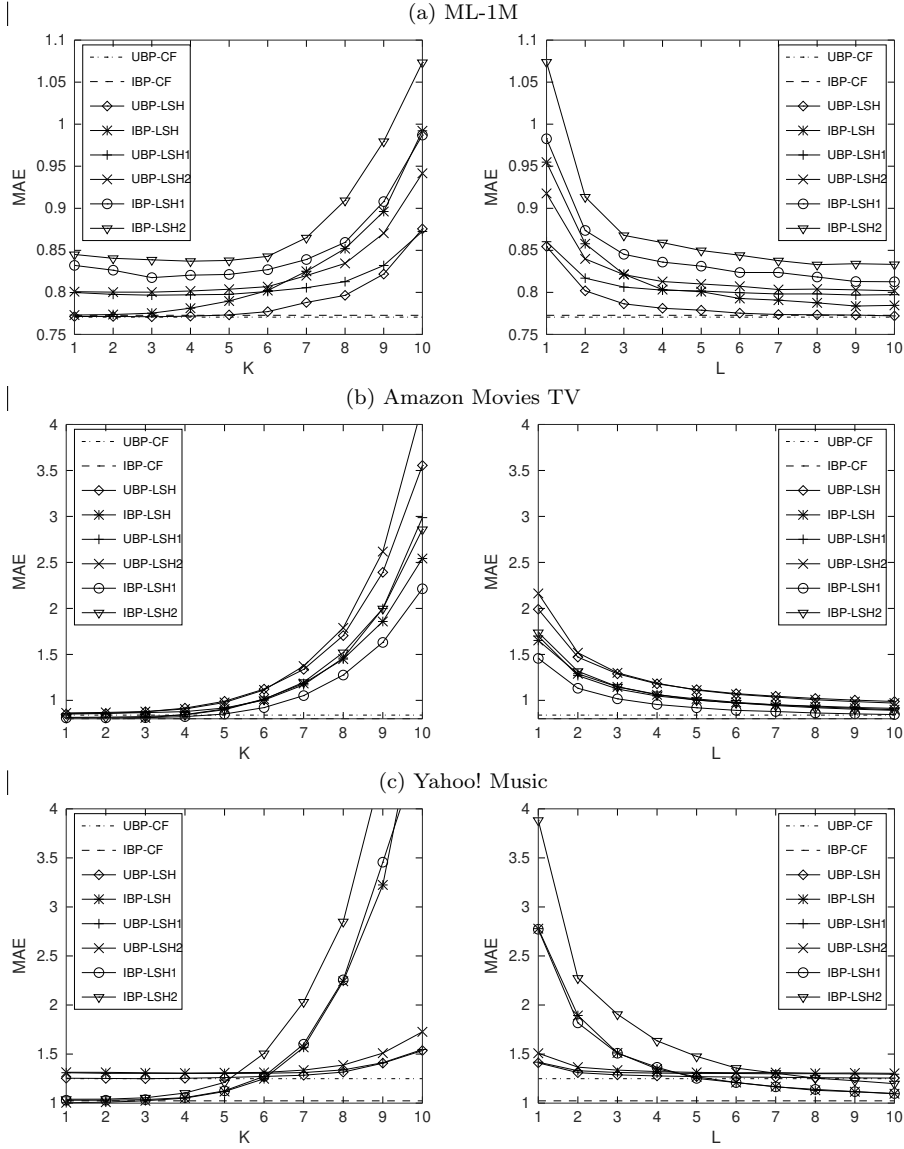 (a) ML-1M
1.1
1.05
1
0.95
0.9
0.85
0.8
0.75
MAE
1 2 3 4 5 6 7 8 9 10
K
UBP-CF
IBP-CF
UBP-LSH
IBP-LSH
UBP-LSH1
UBP-LSH2
IBP-LSH1
IBP-LSH2
1.1
1.05
1
0.95
0.9
0.85
0.8
0.75
MAE
1 2 3 4 5 6 7 8 9 10
L
UBP-CF
IBP-CF
UBP-LSH
IBP-LSH
UBP-LSH1
UBP-LSH2
IBP-LSH1
IBP-LSH2
(b) Amazon Movies TV
4
3.5
3
2.5
2
1.5
1
MAE
1 2 3 4 5 6 7 8 9 10
K
UBP-CF
IBP-CF
UBP-LSH
IBP-LSH
UBP-LSH1
UBP-LSH2
IBP-LSH1
IBP-LSH2
4
3.5
3
2.5
2
1.5
1
MAE
1 2 3 4 5 6 7 8 9 10
L
UBP-CF
IBP-CF
UBP-LSH
IBP-LSH
UBP-LSH1
UBP-LSH2
IBP-LSH1
IBP-LSH2
(c) Yahoo! Music
4
3.5
3
2.5
2
1.5
1
MAE
1 2 3 4 5 6 7 8 9 10
K
UBP-CF
IBP-CF
UBP-LSH
IBP-LSH
UBP-LSH1
UBP-LSH2
IBP-LSH1
IBP-LSH2
4
3.5
3
2.5
2
1.5
1
MAE
1 2 3 4 5 6 7 8 9 10
L
UBP-CF
IBP-CF
UBP-LSH
IBP-LSH
UBP-LSH1
UBP-LSH2
IBP-LSH1
IBP-LSH2